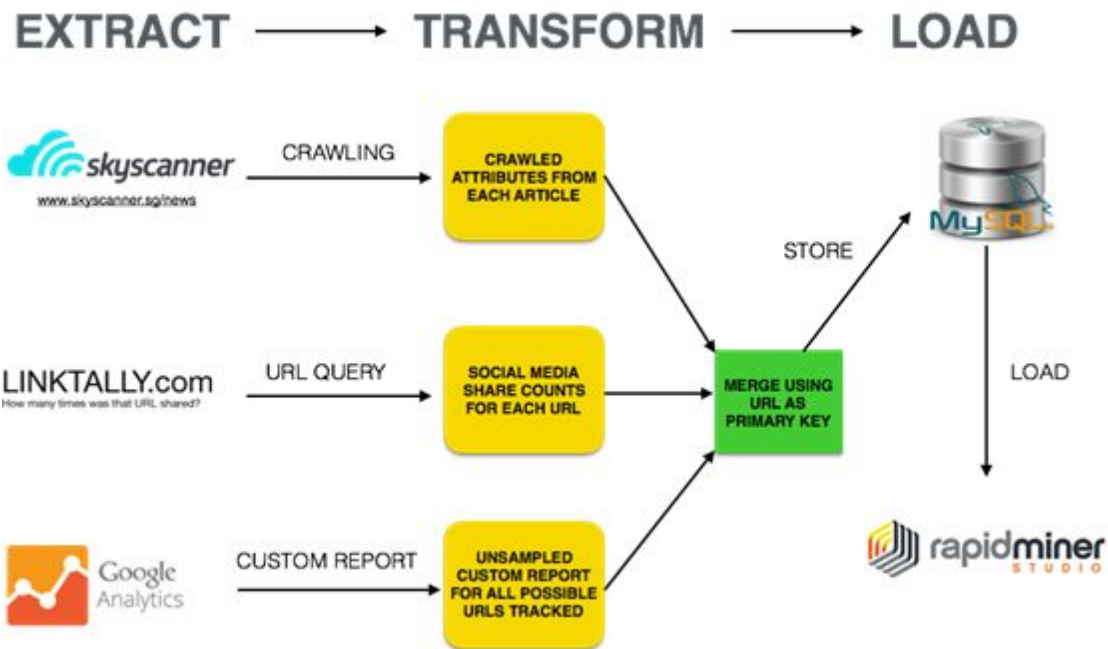 EXTRACT
TRANSFORM
LOAD
skyscanner
www.skyscanner.sg/news
CRAWLING
CRAWLED
ATTRIBUTES FROM
EACH ARTICLE
MySQL
STORE
LINKTALLY.com
How many times was that URL shared?
URL QUERY
SOCIAL MEDIA
SHARE COUNTS
FOR EACH URL
MERGE USING
URL AS
PRIMARY KEY
LOAD
Google
Analytics
CUSTOM REPORT
UNSAMPLED
CUSTOM REPORT
FOR ALL POSSIBLE
URLS TRACKED
rapidminer
STUDIO